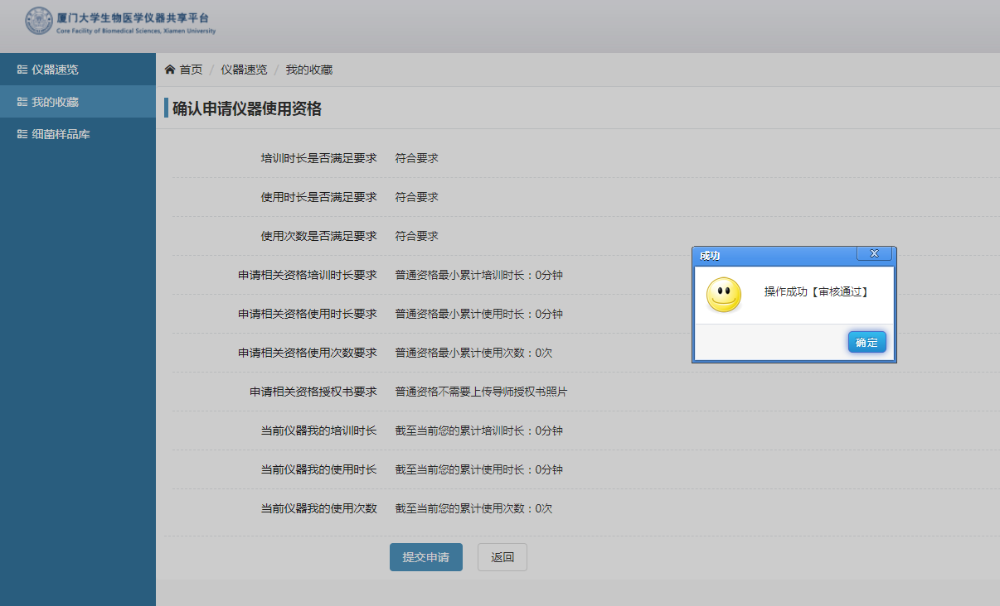 厦门大学生物医学仪器共享平台
Core Facility of Biomedical Sciences, Xiamen University
仪器速览
我的收藏
细菌样品库
首页 / 仪器速览 / 我的收藏
确认申请仪器使用资格
培训时长是否满足要求 符合要求
使用时长是否满足要求 符合要求
使用次数是否满足要求 符合要求
申请相关资格培训时长要求 普通资格最小累计培训时长：0分钟
申请相关资格使用时长要求 普通资格最小累计使用时长：0分钟
申请相关资格使用次数要求 普通资格最小累计使用次数：0次
申请相关资格授权书要求 普通资格不需要上传导师授权书照片
当前仪器我的培训时长 截至当前您的累计培训时长：0分钟
当前仪器我的使用时长 截至当前您的累计使用时长：0分钟
当前仪器我的使用次数 截至当前您的累计使用次数：0次
提交申请 返回
成功
操作成功【审核通过】
确定